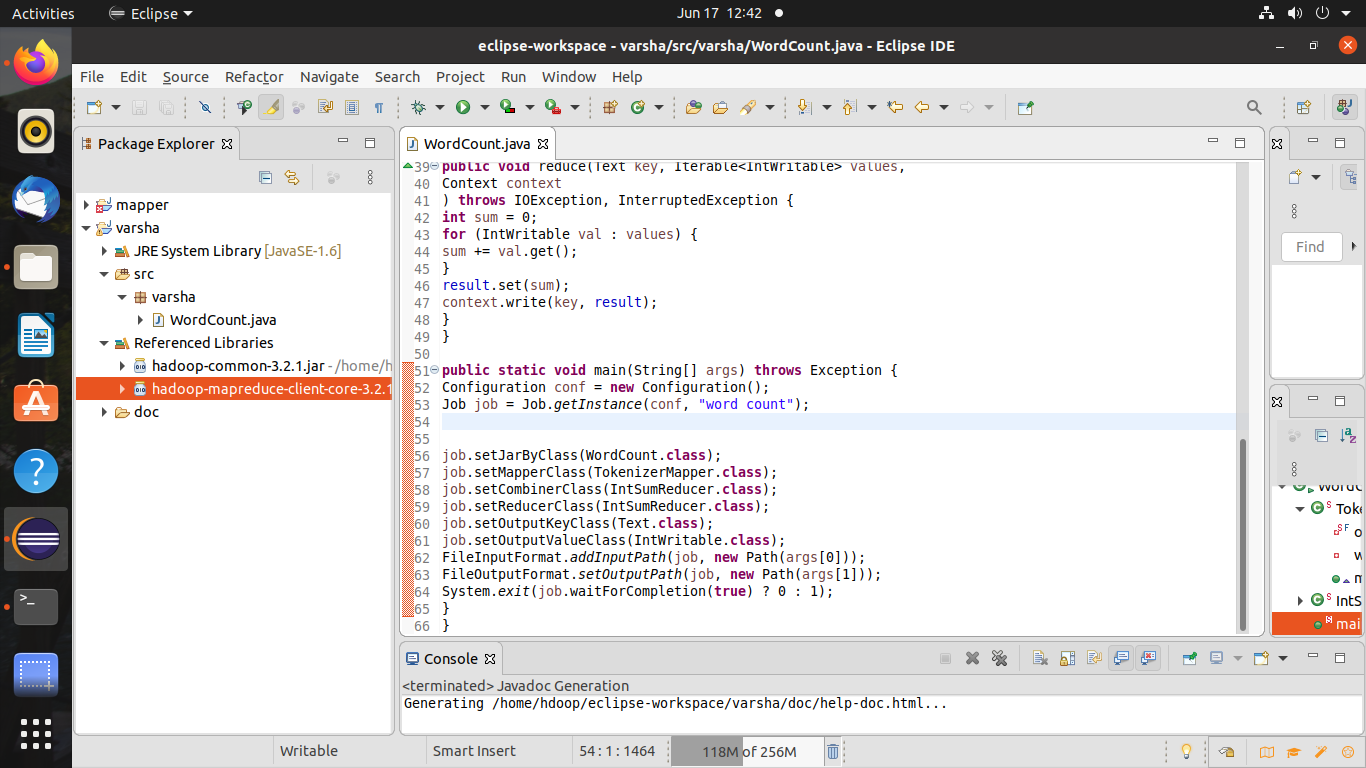 Activities
Eclipse
Jun 17 12:42
eclipse-workspace - varsha/src/varsha/WordCount.java - Eclipse IDE
File Edit Source Refactor Navigate Search Project Run Window Help
Package Explorer
mapper
varsha
JRE System Library [JavaSE-1.6]
src
varsha
WordCount.java
Referenced Libraries
hadoop-common-3.2.1.jar - /home/h
hadoop-mapreduce-client-core-3.2.1
doc
WordCount.java
39 public void reduce(Text key, Iterable<IntWritable> values,
40 Context context
41 ) throws IOException, InterruptedException {
42 int sum = 0;
43 for (IntWritable val : values) {
44 sum += val.get();
45 }
46 result.set(sum);
47 context.write(key, result);
48 }
49 }
50
51 public static void main(String[] args) throws Exception {
52 Configuration conf = new Configuration();
53 Job job = Job.getInstance(conf, "word count");
54
55
56 job.setJarByClass(WordCount.class);
57 job.setMapperClass(TokenizerMapper.class);
58 job.setCombinerClass(IntSumReducer.class);
59 job.setReducerClass(IntSumReducer.class);
60 job.setOutputKeyClass(Text.class);
61 job.setOutputValueClass(IntWritable.class);
62 FileInputFormat.addInputPath(job, new Path(args[0]));
63 FileOutputFormat.setOutputPath(job, new Path(args[1]));
64 System.exit(job.waitForCompletion(true) ? 0 : 1);
65 }
66 }
Find
WordC
Toke
o
w
m
IntS
mai
Console
<terminated> Javadoc Generation
Generating /home/hdoop/eclipse-workspace/varsha/doc/help-doc.html...
Writable
Smart Insert
54 : 1 : 1464
118M of 256M